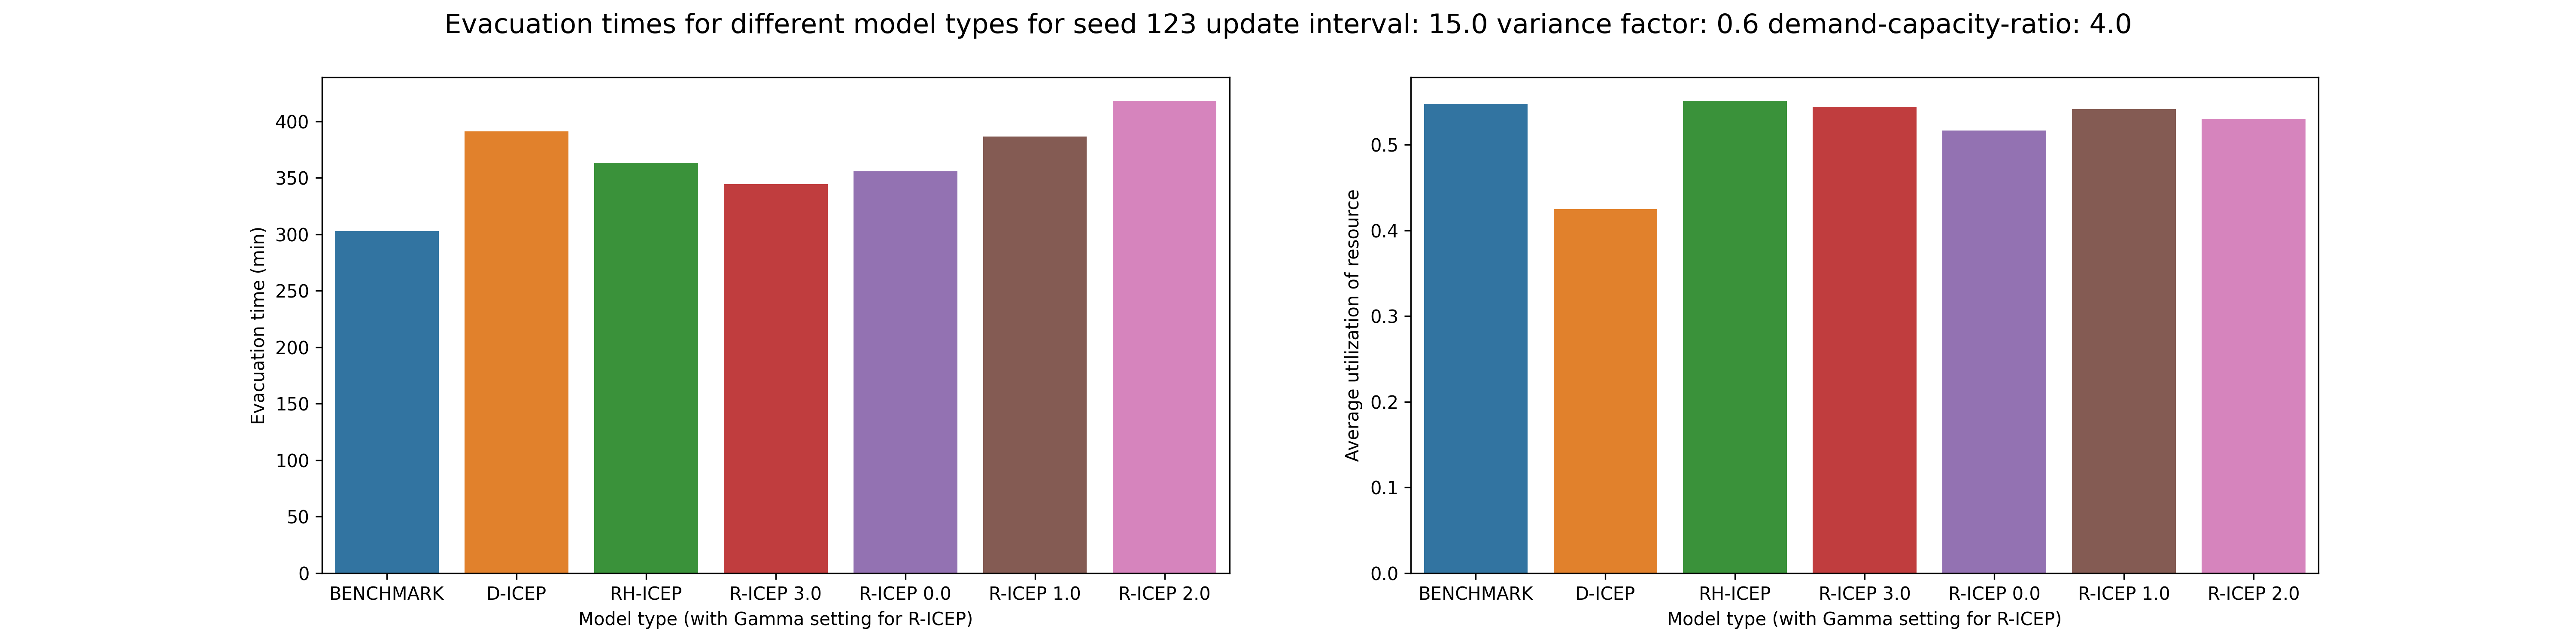 Evacuation times for different model types for seed 123 update interval: 15.0 variance factor: 0.6 demand-capacity-ratio: 4.0
Evacuation time (min)
400
350
300
250
200
150
100
50
0
BENCHMARK D-ICEP RH-ICEP R-ICEP 3.0 R-ICEP 0.0 R-ICEP 1.0 R-ICEP 2.0
Model type (with Gamma setting for R-ICEP)
Average utilization of resource
0.5
0.4
0.3
0.2
0.1
0.0
BENCHMARK D-ICEP RH-ICEP R-ICEP 3.0 R-ICEP 0.0 R-ICEP 1.0 R-ICEP 2.0
Model type (with Gamma setting for R-ICEP)